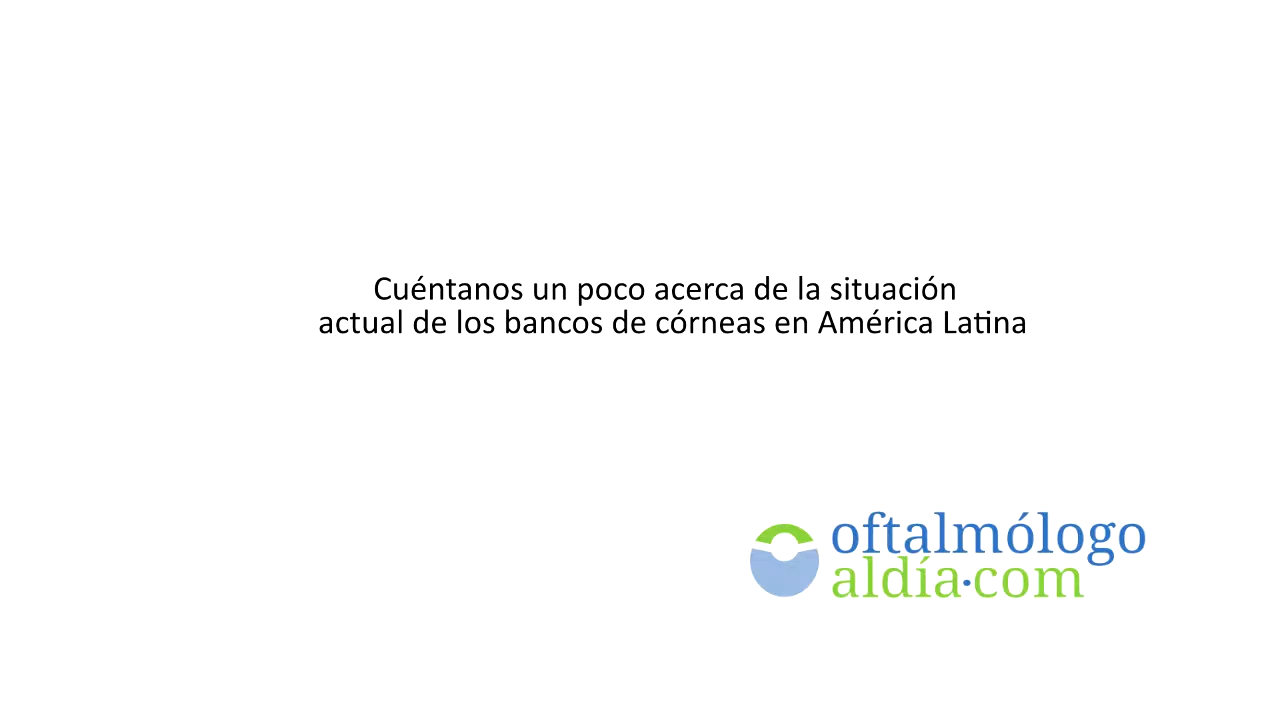 Cuéntanos un poco acerca de la situación
actual de los bancos de córneas en América Latina
oftalmólogo
aldía.com